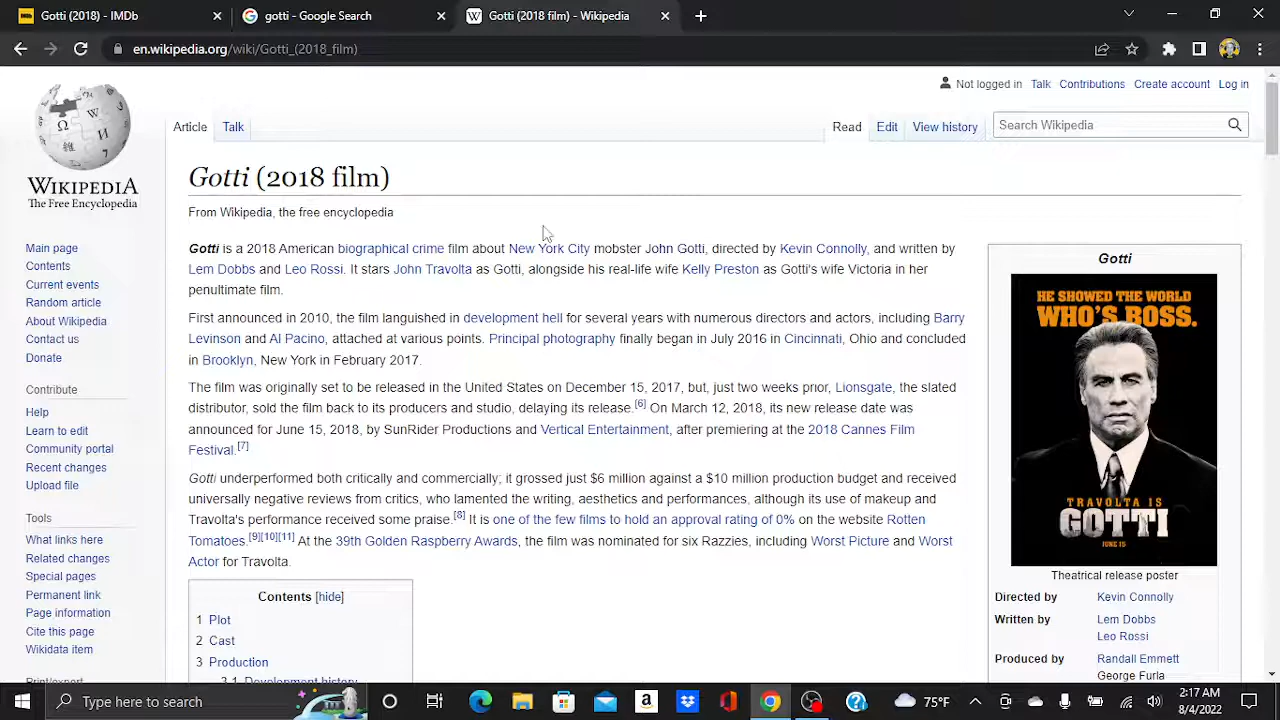 Gotti (2018) - IMDb
gotti - Google Search
Gotti (2018 film) - Wikipedia
en.wikipedia.org/wiki/Gotti_(2018_film)
Not logged in Talk Contributions Create account Log in
Article Talk
Read Edit View history
Search Wikipedia
WIKIPEDIA
The Free Encyclopedia
Main page
Contents
Current events
Random article
About Wikipedia
Contact us
Donate
Contribute
Help
Learn to edit
Community portal
Recent changes
Upload file
Tools
What links here
Related changes
Special pages
Permanent link
Page information
Cite this page
Wikidata item
Print/export
Gotti (2018 film)
From Wikipedia, the free encyclopedia
Gotti is a 2018 American biographical crime film about New York City mobster John Gotti, directed by Kevin Connolly, and written by
Lem Dobbs and Leo Rossi. It stars John Travolta as Gotti, alongside his real-life wife Kelly Preston as Gotti's wife Victoria in her
penultimate film.
First announced in 2010, the film languished in development hell for several years with numerous directors and actors, including Barry
Levinson and Al Pacino, attached at various points. Principal photography finally began in July 2016 in Cincinnati, Ohio and concluded
in Brooklyn, New York in February 2017.
The film was originally set to be released in the United States on December 15, 2017, but, just two weeks prior, Lionsgate, the slated
distributor, sold the film back to its producers and studio, delaying its release.[6] On March 12, 2018, its new release date was
announced for June 15, 2018, by SunRider Productions and Vertical Entertainment, after premiering at the 2018 Cannes Film
Festival.[7]
Gotti underperformed both critically and commercially; it grossed just $6 million against a $10 million production budget and received
universally negative reviews from critics, who lamented the writing, aesthetics and performances, although its use of makeup and
Travolta's performance received some praise.[8] It is one of the few films to hold an approval rating of 0% on the website Rotten
Tomatoes.[9][10][11] At the 39th Golden Raspberry Awards, the film was nominated for six Razzies, including Worst Picture and Worst
Actor for Travolta.
Contents [hide]
1 Plot
2 Cast
3 Production
3.1 Development history
Gotti
HE SHOWED THE WORLD
WHO'S BOSS.
TRAVOLTA IS
GOTTI
JUNE 15
Theatrical release poster
Directed by Kevin Connolly
Written by Lem Dobbs
Leo Rossi
Produced by Randall Emmett
George Furla
Type here to search
75°F
2:17 AM
8/4/2022